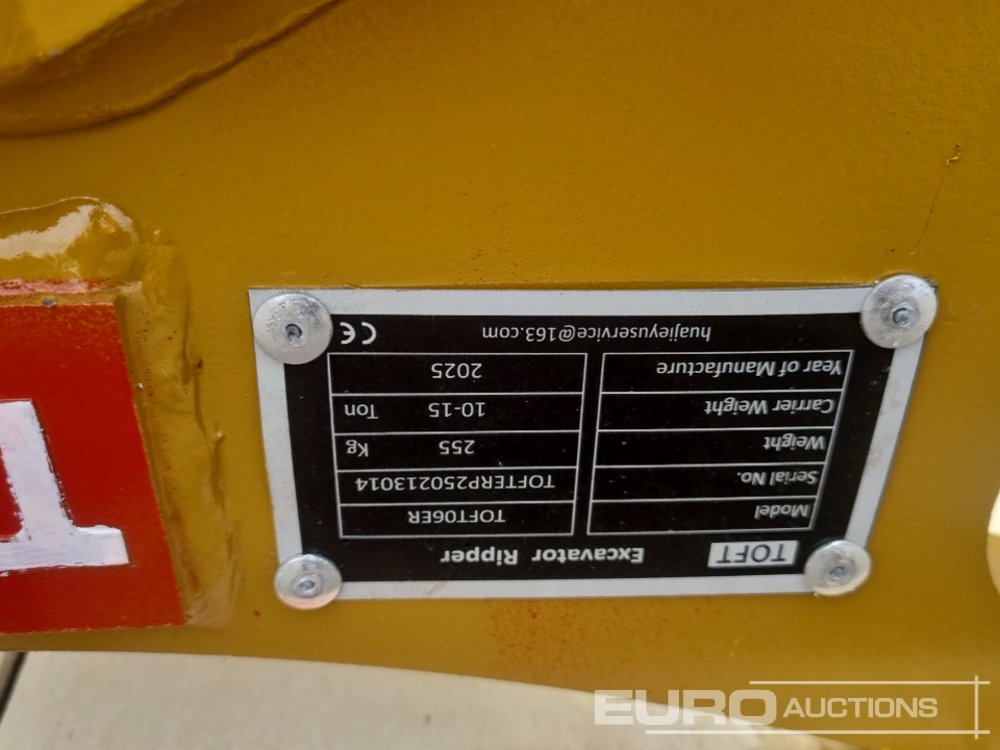 TOFT Excavator Ripper
Model TOFT06ER
Serial No. TOFTERP250213014
Weight 255 Kg
Carrier Weight 10-15 Ton
Year of Manufacture 2025
huajieyuservice@163.com CE
EURO AUCTIONS